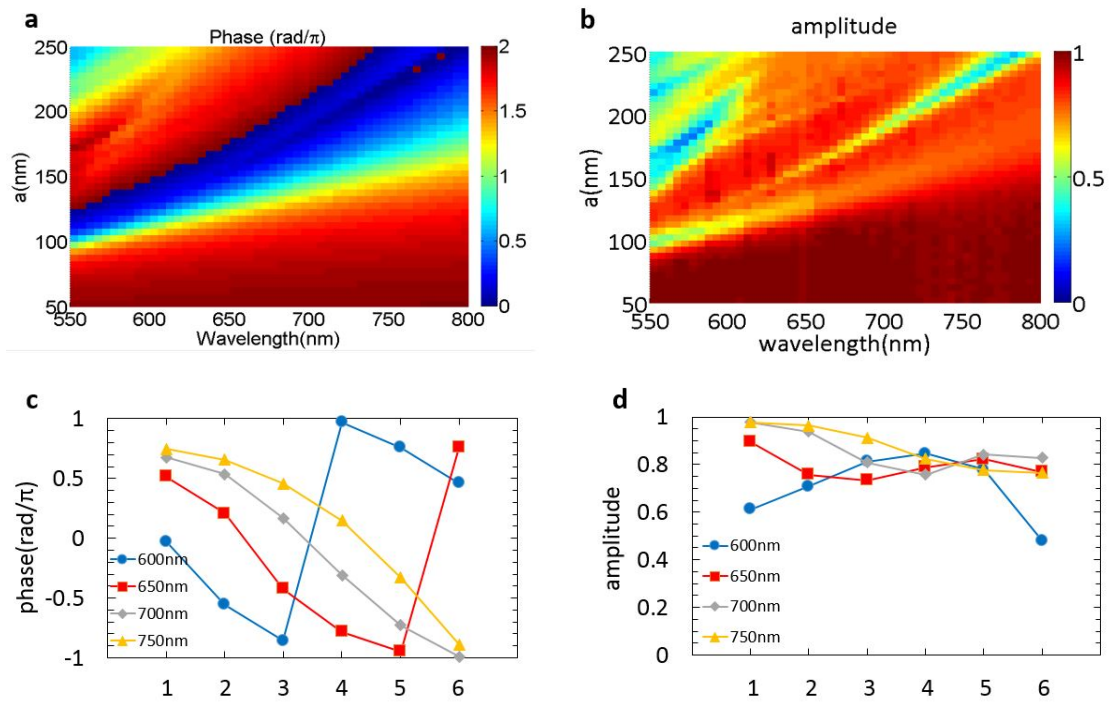 a
Phase (rad/π)
250
200
150
100
50
a(nm)
550 600 650 700 750 800
Wavelength(nm)
2
1.5
1
0.5
0
b
amplitude
250
200
150
100
50
a(nm)
550 600 650 700 750 800
wavelength(nm)
1
0.5
0
c
1
0.5
0
-0.5
-1
phase(rad/π)
600nm
650nm
700nm
750nm
1 2 3 4 5 6
d
1
0.8
0.6
0.4
0.2
0
amplitude
600nm
650nm
700nm
750nm
1 2 3 4 5 6